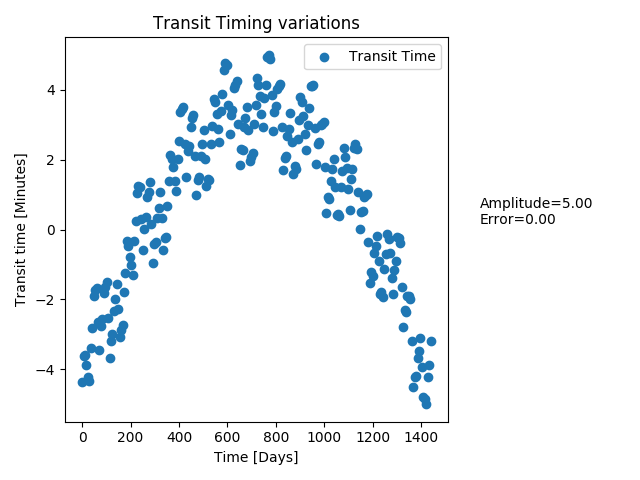 Transit Timing variations
Transit Time
4
2
0
−2
−4
Transit time [Minutes]
0 200 400 600 800 1000 1200 1400
Time [Days]
Amplitude=5.00
Error=0.00